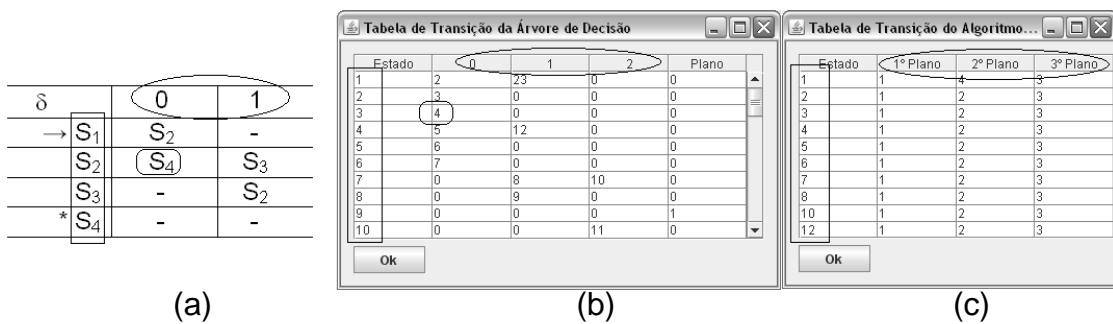 δ 0 1
→ S1 S2 -
S2 S4 S3
S3 - S2
* S4 - -
(a)
Tabela de Transição da Árvore de Decisão
Estado 0 1 2 Plano
1 2 23 0 0
2 3 0 0 0
3 4 0 0 0
4 5 12 0 0
5 6 0 0 0
6 7 0 0 0
7 0 8 10 0
8 0 9 0 0
9 0 0 0 1
10 0 0 11 0
Ok
(b)
Tabela de Transição do Algoritmo...
Estado 1º Plano 2º Plano 3º Plano
1 1 4 3
2 1 2 3
3 1 2 3
4 1 2 3
5 1 2 3
6 1 2 3
7 1 2 3
8 1 2 3
10 1 2 3
12 1 2 3
Ok
(c)